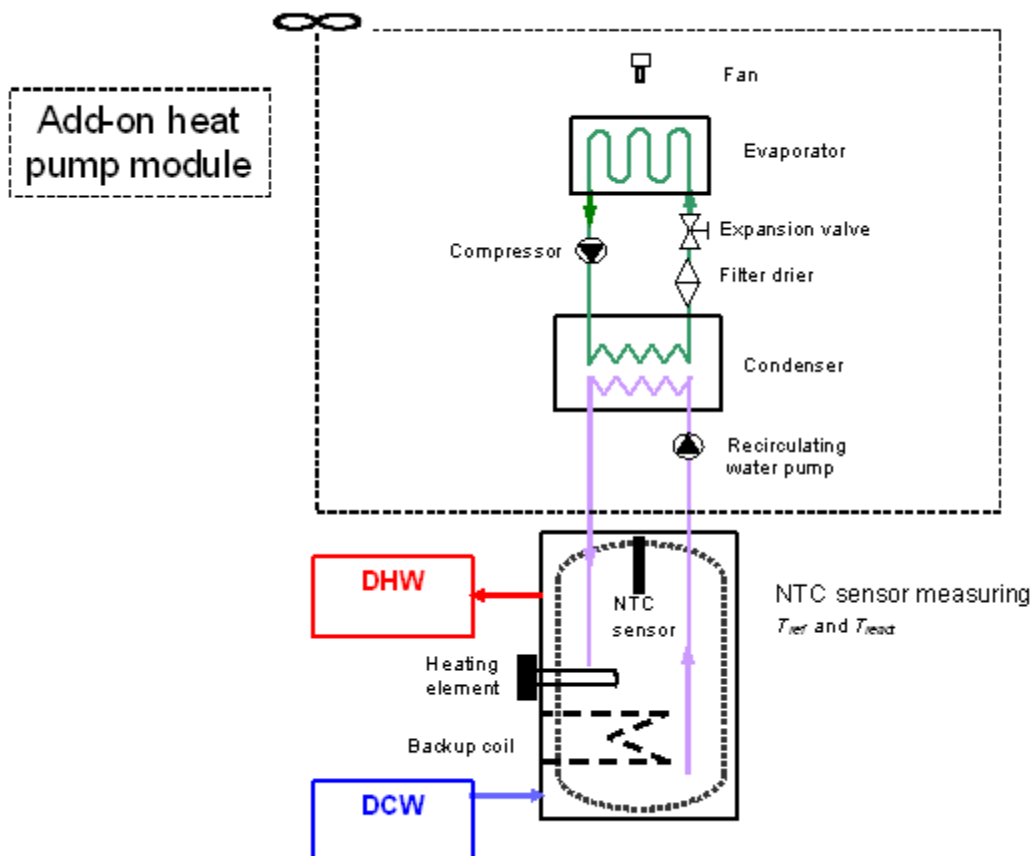 Add-on heat
pump module
Fan
Evaporator
Compressor
Expansion valve
Filter drier
Condenser
Recirculating
water pump
DHW
NTC
sensor
NTC sensor measuring
Tref and Treact
Heating
element
Backup coil
DCW